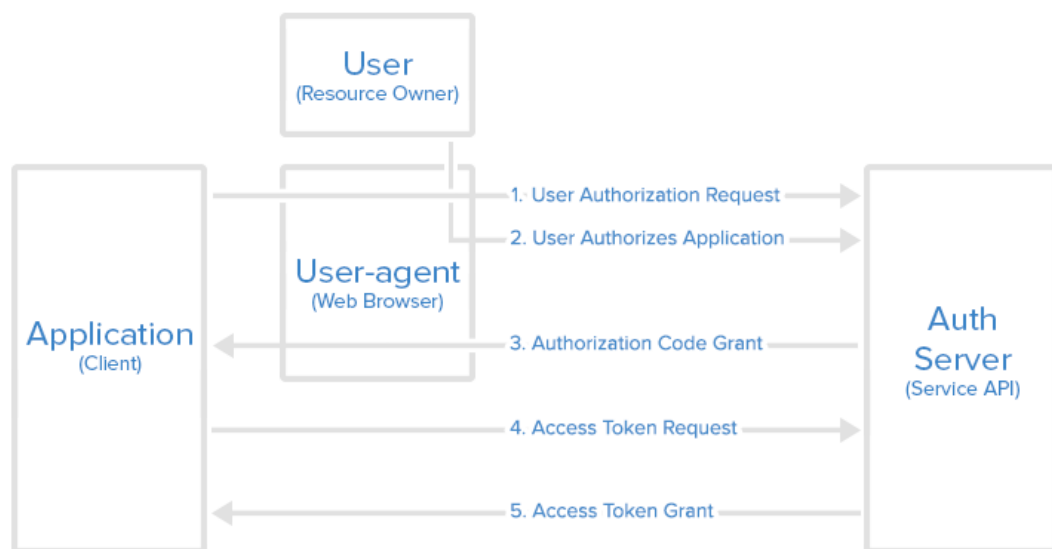 User
(Resource Owner)
1. User Authorization Request
2. User Authorizes Application
User-agent
(Web Browser)
Application
(Client)
3. Authorization Code Grant
Auth
Server
(Service API)
4. Access Token Request
5. Access Token Grant